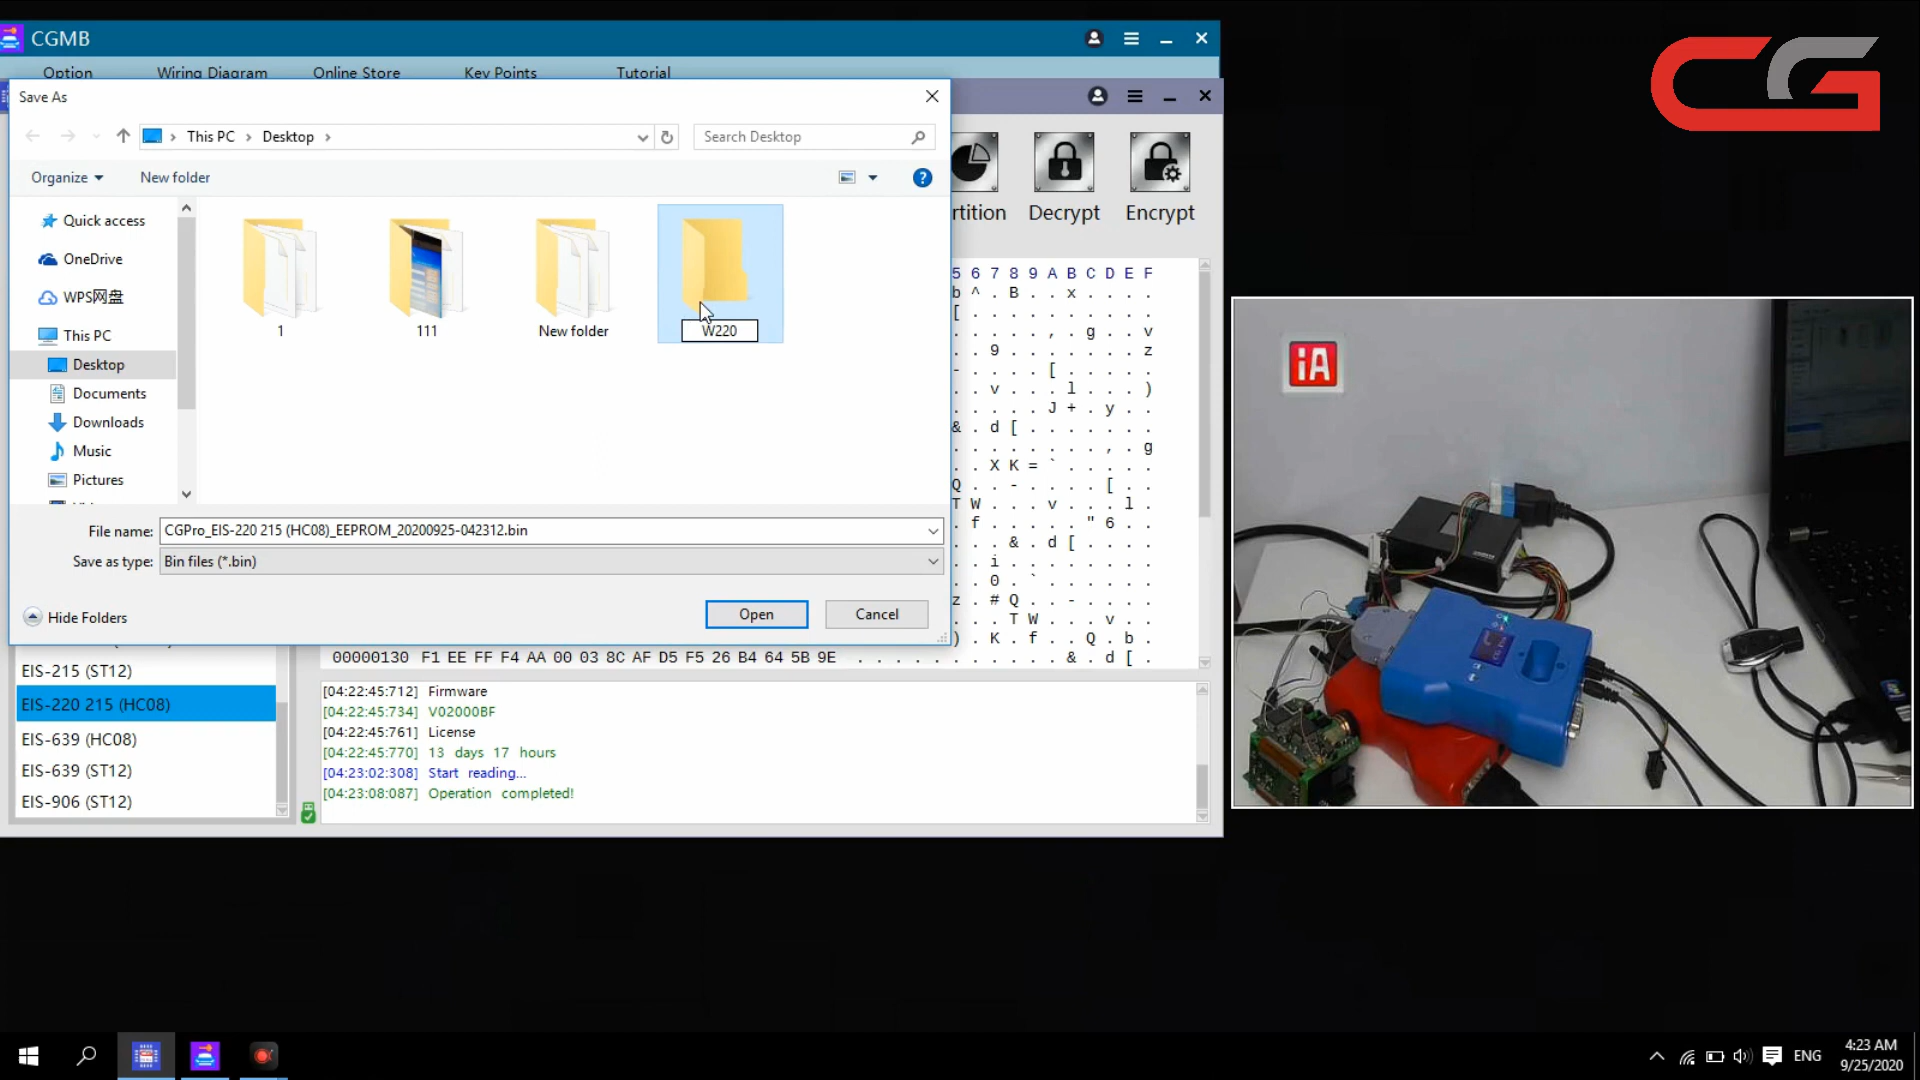 CGMB
CG
Option Wiring Diagram Online Store Key Points Tutorial
Save As
This PC Desktop
Search Desktop
Organize New folder
rtition Decrypt Encrypt
Quick access
OneDrive
WPS网盘
This PC
Desktop
Documents
Downloads
Music
Pictures
1 111 New folder W220
5 6 7 8 9 A B C D E F
b ^ . B . . x . . . .
[ . . . . . . . . . .
. . . . . , . g . . v
. . 9 . . . . . . . z
- . . . . [ . . . . .
. . v . . . l . . . )
. . . . . J + . y . .
& . d [ . . . . . . .
. . . . . . . . , . g
. . X K = ` . . . . .
Q . . - . . . . [ . .
T W . . . v . . . l .
. f . . . . . " 6 . .
. . . & . d [ . . . .
. . i . . . . . . . .
. . 0 . ` . . . . . .
z . # Q . . - . . . .
. . . T W . . . v . .
) . K . f . . Q . b .
00000130 F1 EE FF F4 AA 00 03 8C AF D5 F5 26 B4 64 5B 9E . . . . . . . . . . . & . d [ .
File name: CGPro_EIS-220 215 (HC08)_EEPROM_20200925-042312.bin
Save as type: Bin files (*.bin)
Hide Folders
Open Cancel
EIS-215 (ST12)
EIS-220 215 (HC08)
EIS-639 (HC08)
EIS-639 (ST12)
EIS-906 (ST12)
[04:22:45:712] Firmware
[04:22:45:734] V02000BF
[04:22:45:761] License
[04:22:45:770] 13 days 17 hours
[04:23:02:308] Start reading...
[04:23:08:087] Operation completed!
iA
ENG
4:23 AM
9/25/2020